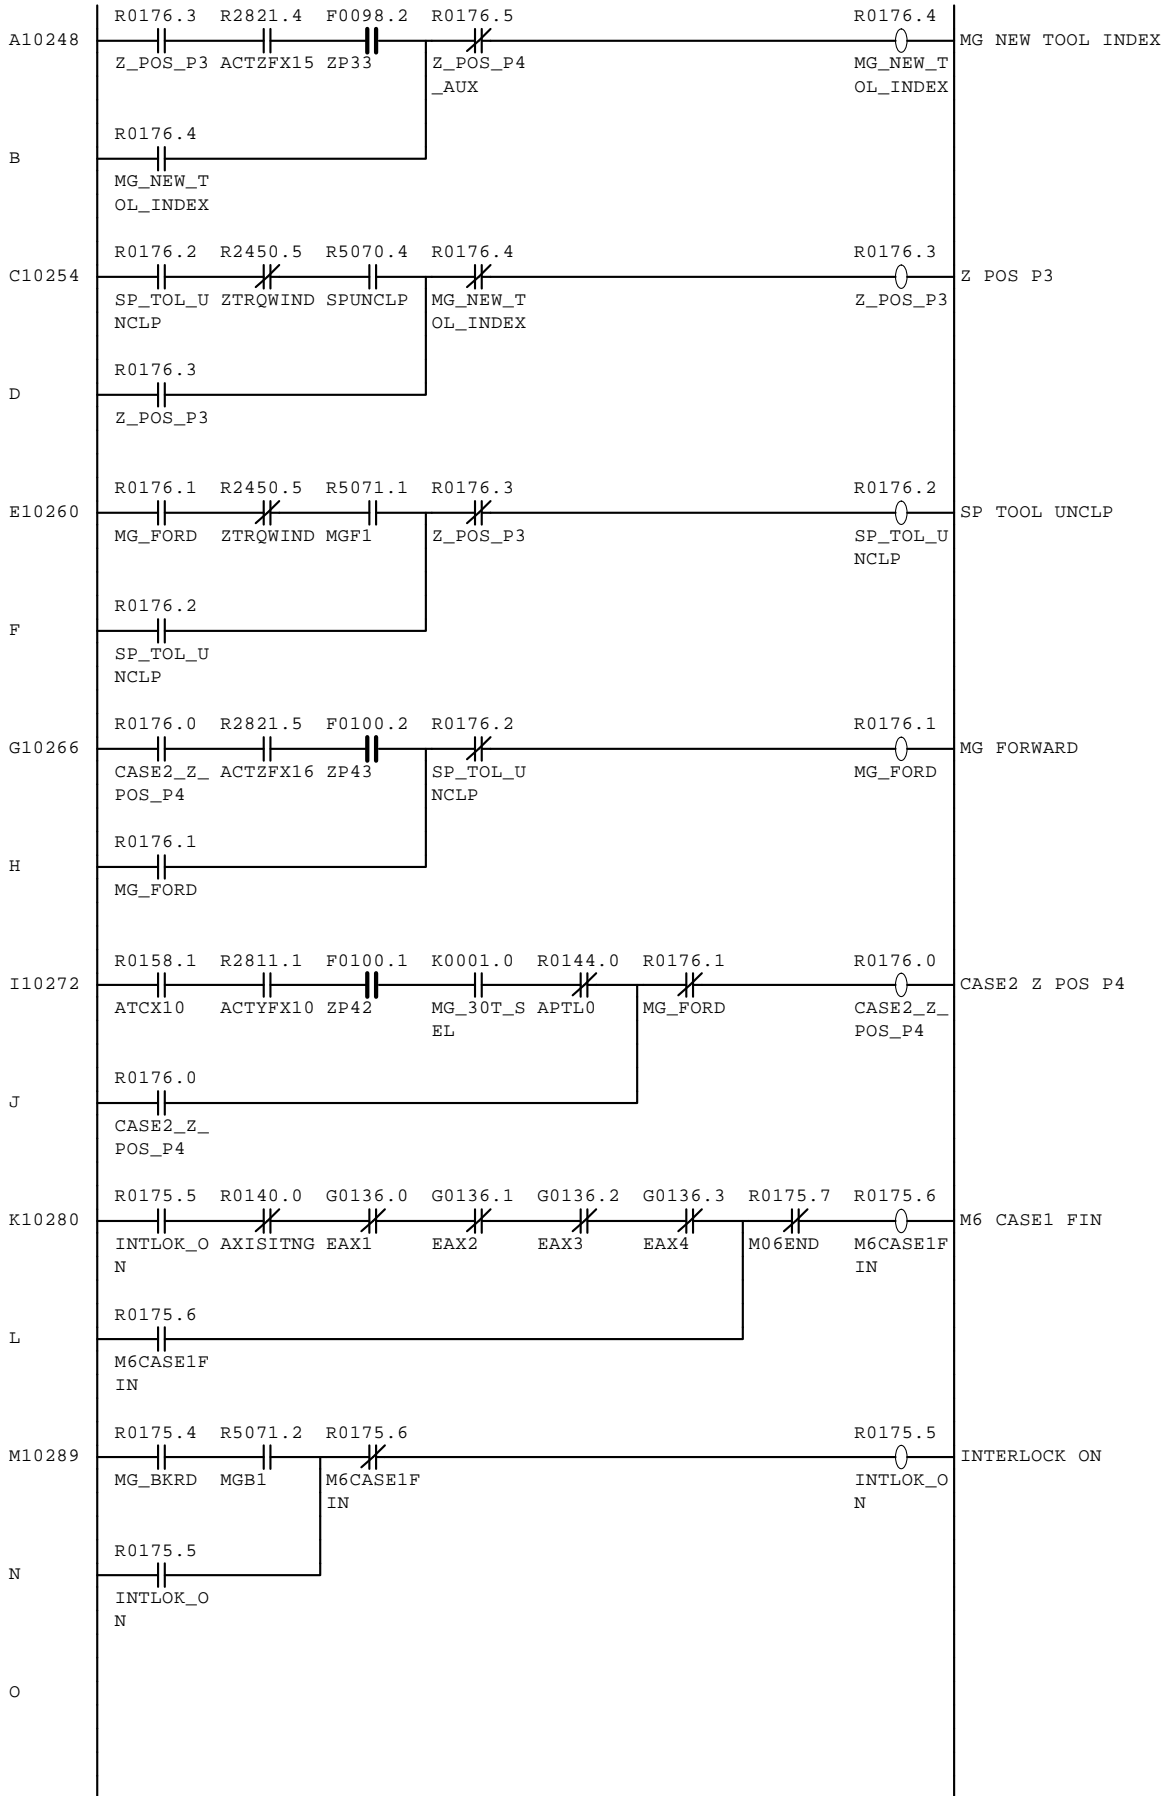 R0176.3 R2821.4 F0098.2 R0176.5 R0176.4
A10248 MG NEW TOOL INDEX
Z_POS_P3 ACTZFX15 ZP33 Z_POS_P4 MG_NEW_T
_AUX OL_INDEX
R0176.4
B
MG_NEW_T
OL_INDEX
R0176.2 R2450.5 R5070.4 R0176.4 R0176.3
C10254 Z POS P3
SP_TOL_U ZTRQWIND SPUNCLP MG_NEW_T Z_POS_P3
NCLP OL_INDEX
R0176.3
D
Z_POS_P3
R0176.1 R2450.5 R5071.1 R0176.3 R0176.2
E10260 SP TOOL UNCLP
MG_FORD ZTRQWIND MGF1 Z_POS_P3 SP_TOL_U
NCLP
R0176.2
F
SP_TOL_U
NCLP
R0176.0 R2821.5 F0100.2 R0176.2 R0176.1
G10266 MG FORWARD
CASE2_Z_ ACTZFX16 ZP43 SP_TOL_U MG_FORD
POS_P4 NCLP
R0176.1
H
MG_FORD
R0158.1 R2811.1 F0100.1 K0001.0 R0144.0 R0176.1 R0176.0
I10272 CASE2 Z POS P4
ATCX10 ACTYFX10 ZP42 MG_30T_S APTL0 MG_FORD CASE2_Z_
EL POS_P4
R0176.0
J
CASE2_Z_
POS_P4
R0175.5 R0140.0 G0136.0 G0136.1 G0136.2 G0136.3 R0175.7 R0175.6
K10280 M6 CASE1 FIN
INTLOK_O AXISITNG EAX1 EAX2 EAX3 EAX4 M06END M6CASE1F
N IN
R0175.6
L
M6CASE1F
IN
R0175.4 R5071.2 R0175.6 R0175.5
M10289 INTERLOCK ON
MG_BKRD MGB1 M6CASE1F INTLOK_O
IN N
R0175.5
N
INTLOK_O
N
O